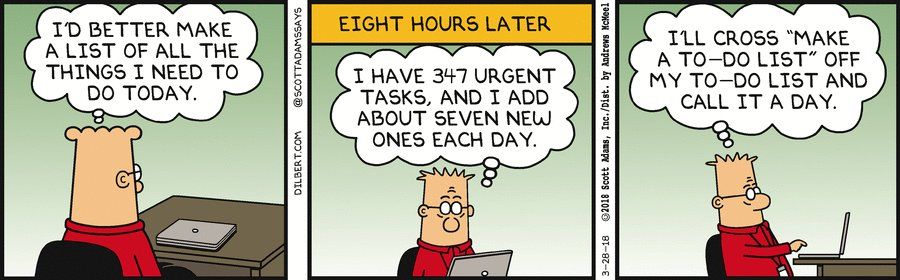 I'D BETTER MAKE
A LIST OF ALL THE
THINGS I NEED TO
DO TODAY.
DILBERT.COM @SCOTTADAMSSAYS
EIGHT HOURS LATER
I HAVE 347 URGENT
TASKS, AND I ADD
ABOUT SEVEN NEW
ONES EACH DAY.
3-28-18 ©2018 Scott Adams, Inc./Dist. by Andrews McMeel
I'LL CROSS "MAKE
A TO-DO LIST" OFF
MY TO-DO LIST AND
CALL IT A DAY.